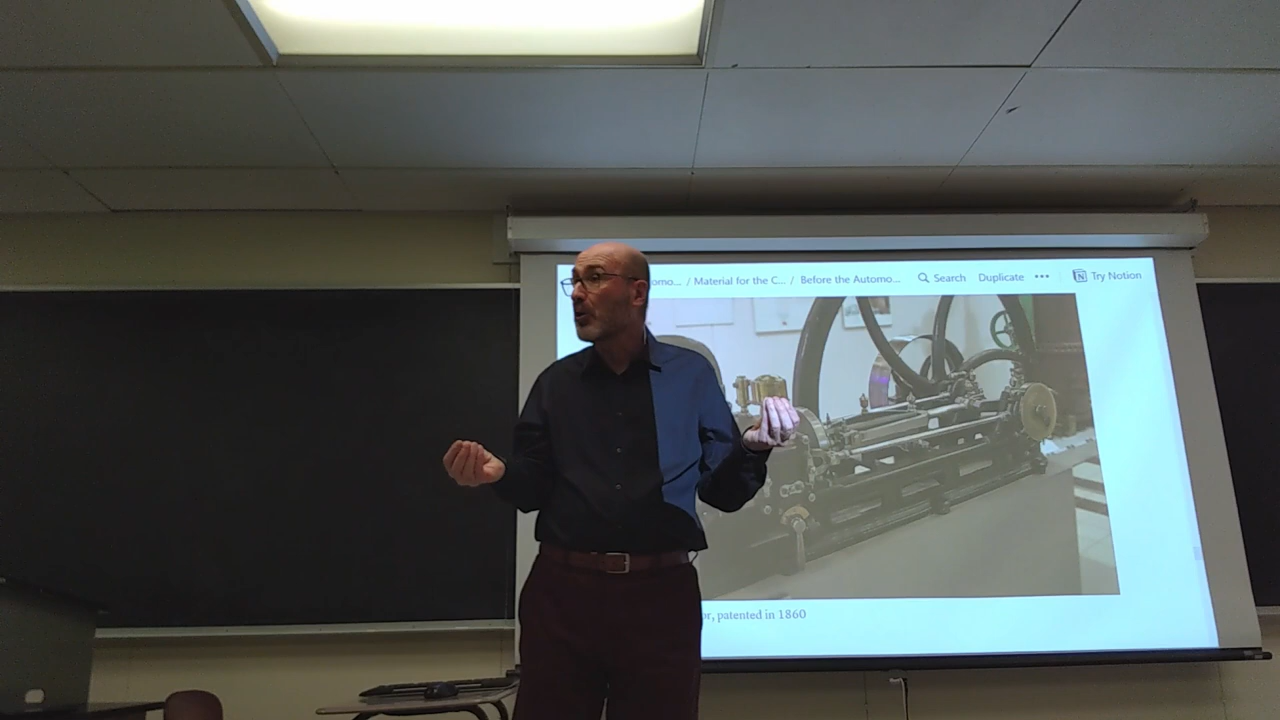 omo... / Material for the C... / Before the Automo... Search Duplicate ••• Try Notion
or, patented in 1860